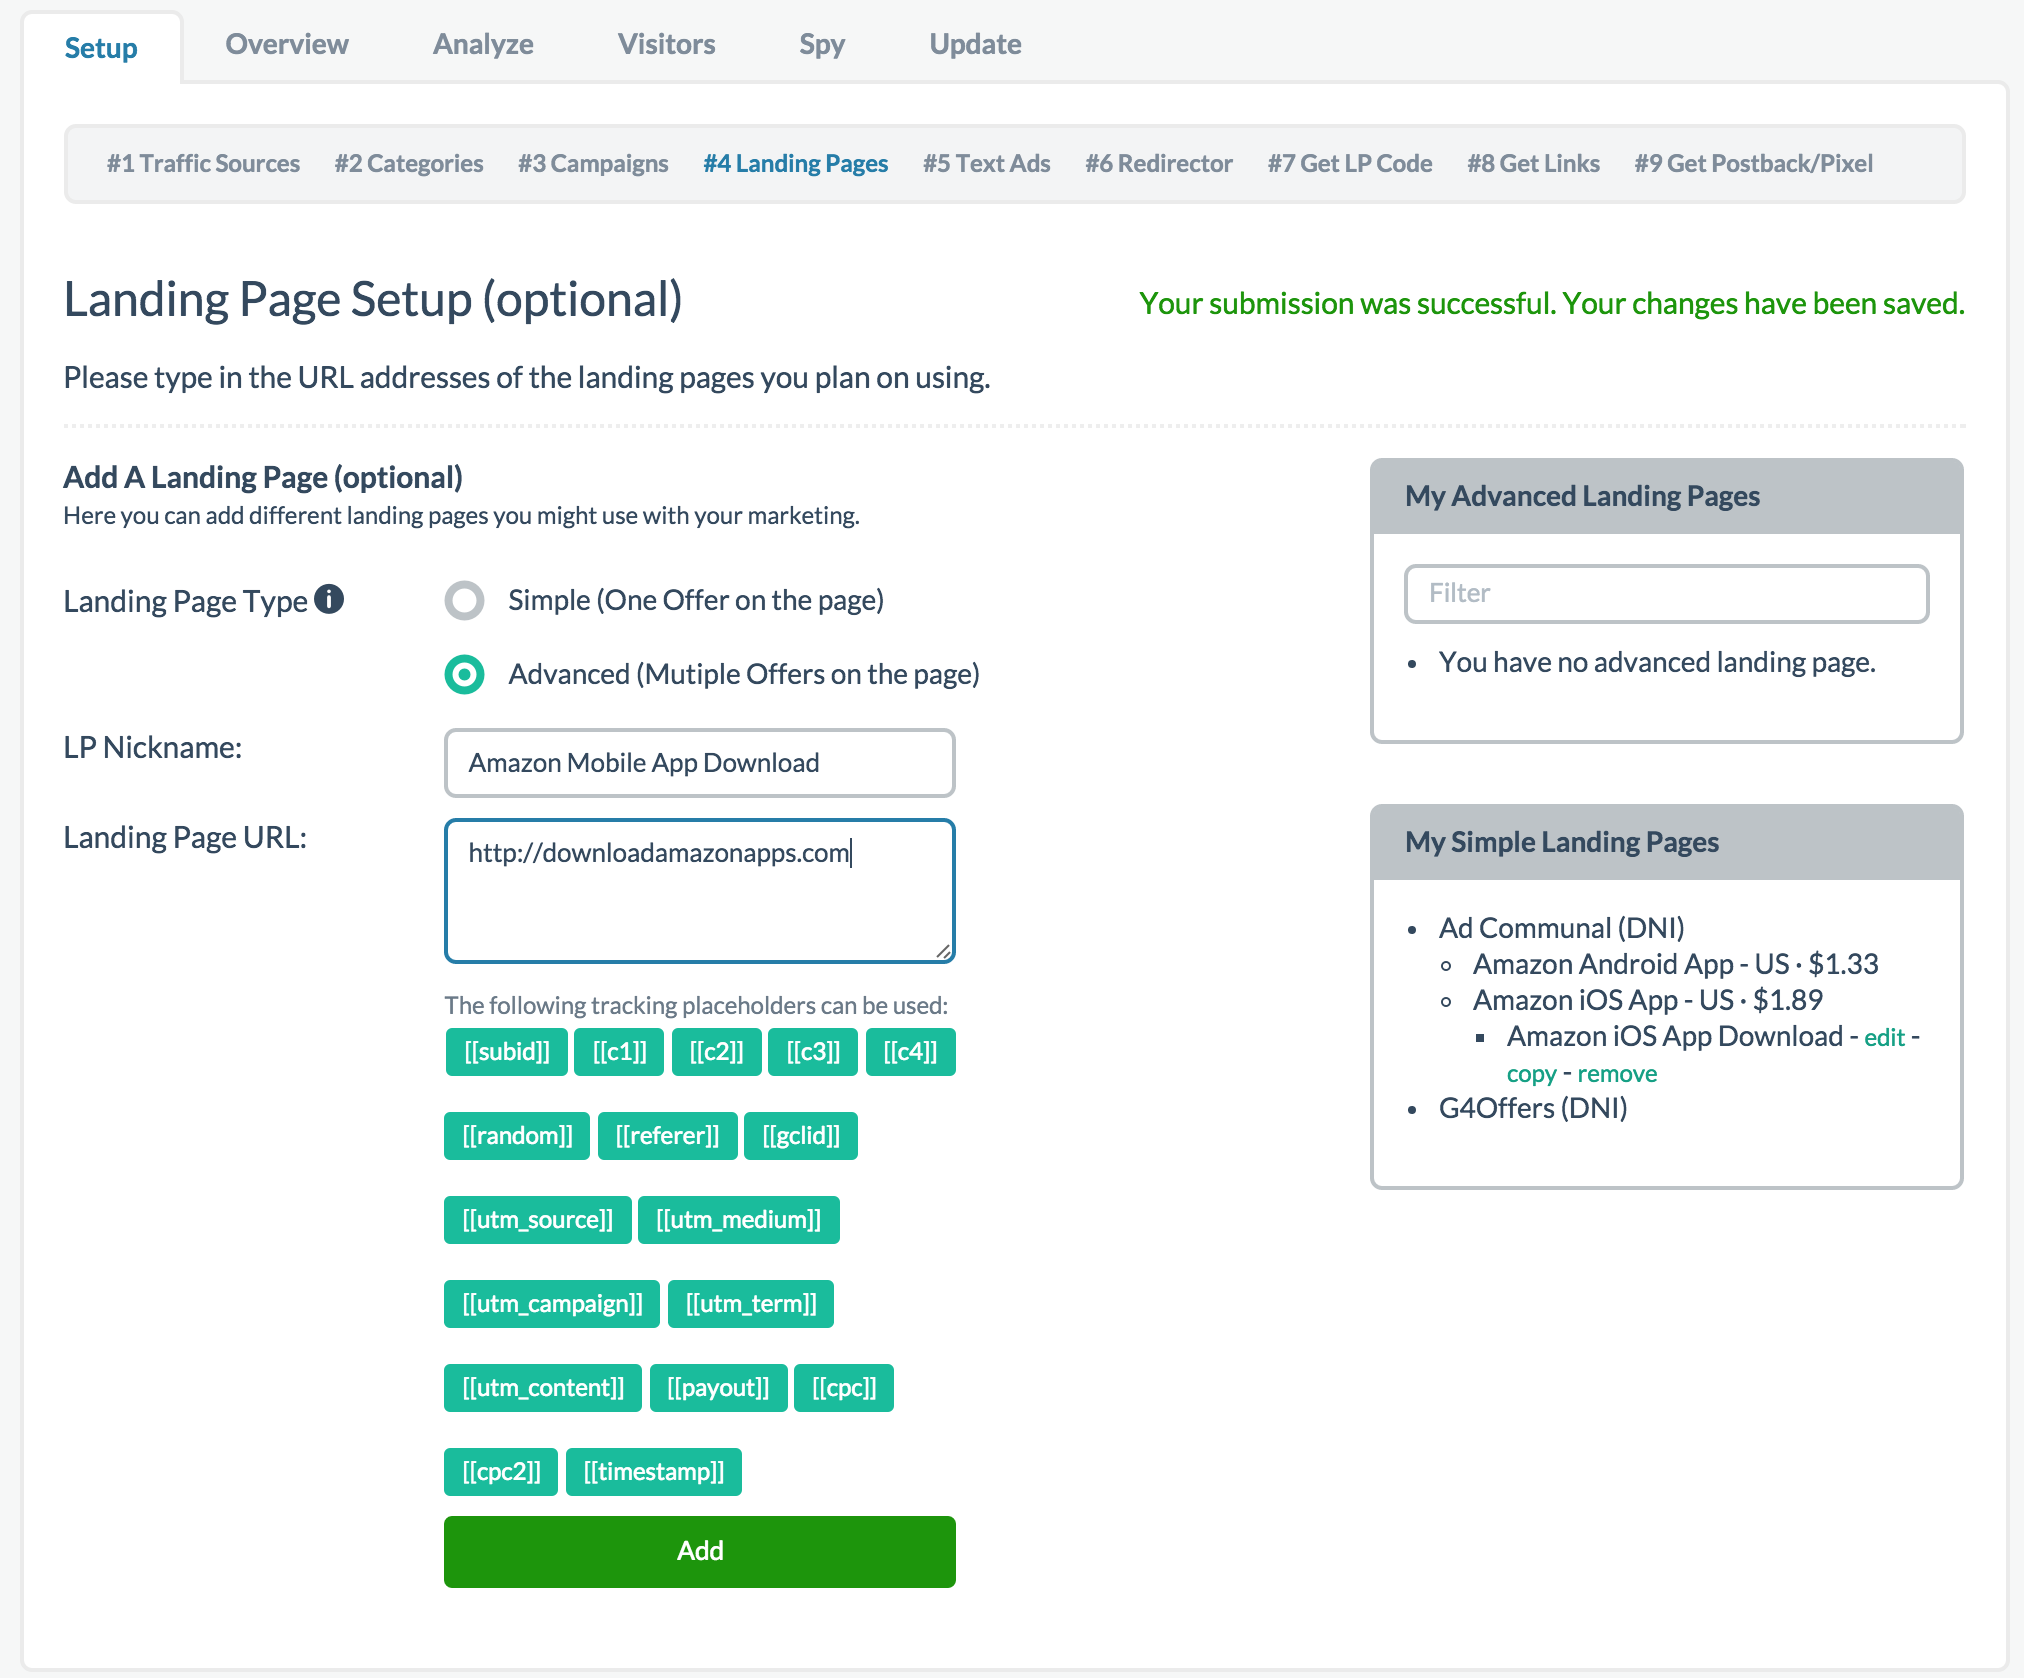 Setup Overview Analyze Visitors Spy Update
#1 Traffic Sources #2 Categories #3 Campaigns #4 Landing Pages #5 Text Ads #6 Redirector #7 Get LP Code #8 Get Links #9 Get Postback/Pixel
Landing Page Setup (optional)
Your submission was successful. Your changes have been saved.
Please type in the URL addresses of the landing pages you plan on using.
Add A Landing Page (optional)
Here you can add different landing pages you might use with your marketing.
Landing Page Type
Simple (One Offer on the page)
Advanced (Mutiple Offers on the page)
LP Nickname:
Amazon Mobile App Download
Landing Page URL:
http://downloadamazonapps.com
The following tracking placeholders can be used:
[[subid]] [[c1]] [[c2]] [[c3]] [[c4]]
[[random]] [[referer]] [[gclid]]
[[utm_source]] [[utm_medium]]
[[utm_campaign]] [[utm_term]]
[[utm_content]] [[payout]] [[cpc]]
[[cpc2]] [[timestamp]]
Add
My Advanced Landing Pages
Filter
• You have no advanced landing page.
My Simple Landing Pages
• Ad Communal (DNI)
Amazon Android App - US · $1.33
Amazon iOS App - US · $1.89
Amazon iOS App Download - edit -
copy - remove
• G4Offers (DNI)